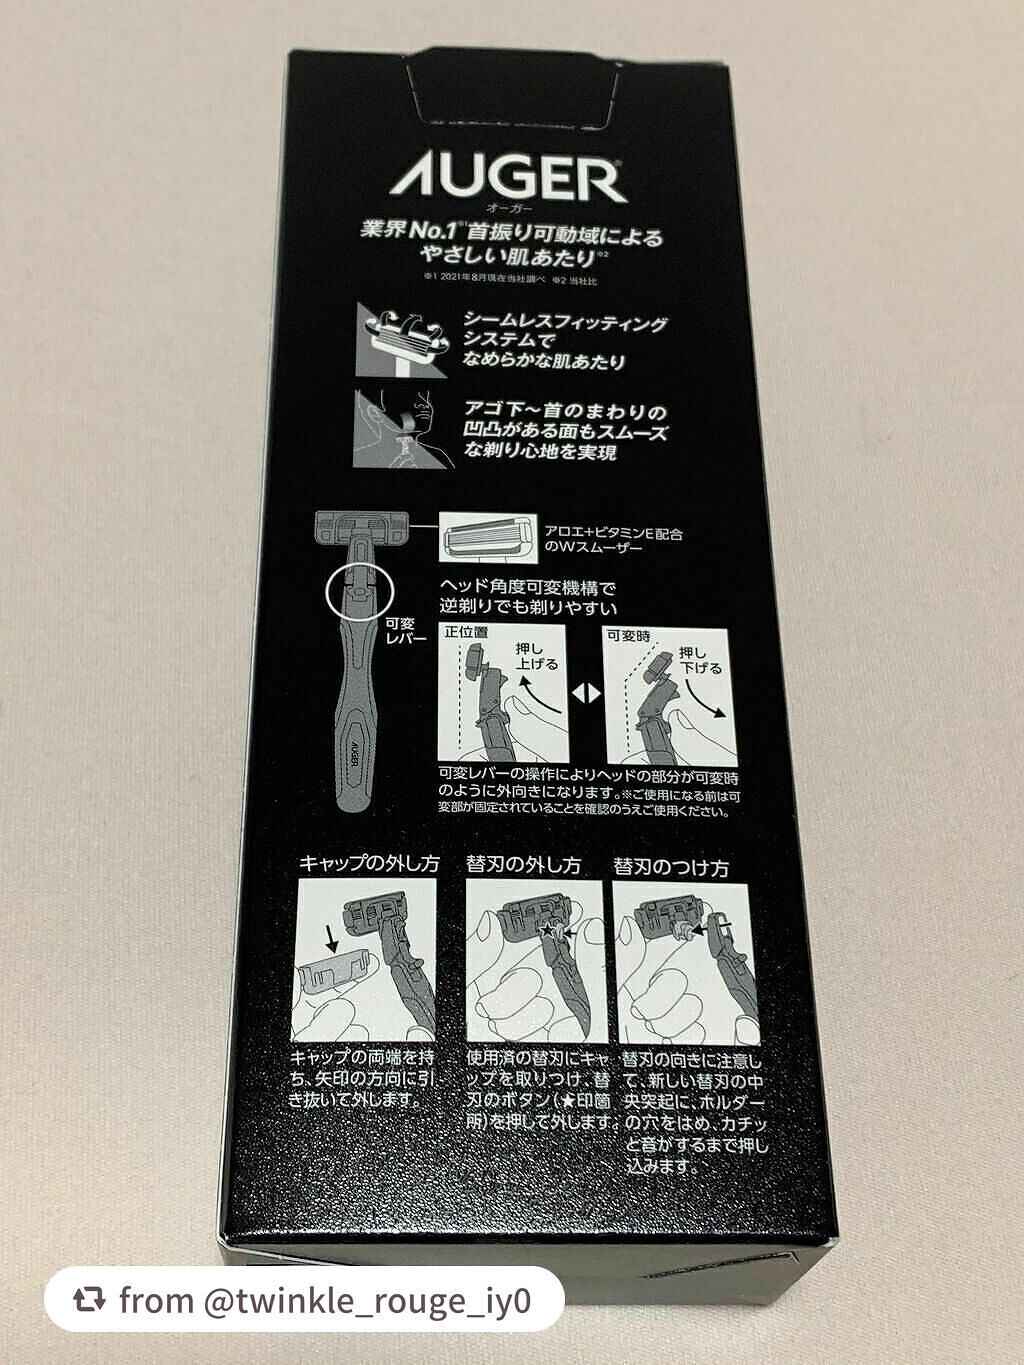 AUGER®
オーガー
業界No.1※1首振り可動域による
やさしい肌あたり※2
※1 2021年8月現在当社調べ ※2 当社比
シームレスフィッティング
システムで
なめらかな肌あたり
アゴ下〜首のまわりの
凹凸がある面もスムーズ
な剃り心地を実現
アロエ+ビタミンE配合
のWスムーザー
可変
レバー
AUGER
ヘッド角度可変機構で
逆剃りでも剃りやすい
正位置
押し
上げる
可変時
押し
下げる
可変レバーの操作によりヘッドの部分が可変時
のように外向きになります。※ご使用になる前は可
変部が固定されていることを確認のうえご使用ください。
キャップの外し方
キャップの両端を持
ち、矢印の方向に引
き抜いて外します。
替刃の外し方
★
使用済の替刃にキャ
ップを取りつけ、替
刃のボタン(★印箇
所)を押して外します。
替刃のつけ方
替刃の向きに注意し
て、新しい替刃の中
央突起に、ホルダー
の穴をはめ、カチッ
と音がするまで押し
込みます。
from @twinkle_rouge_iy0